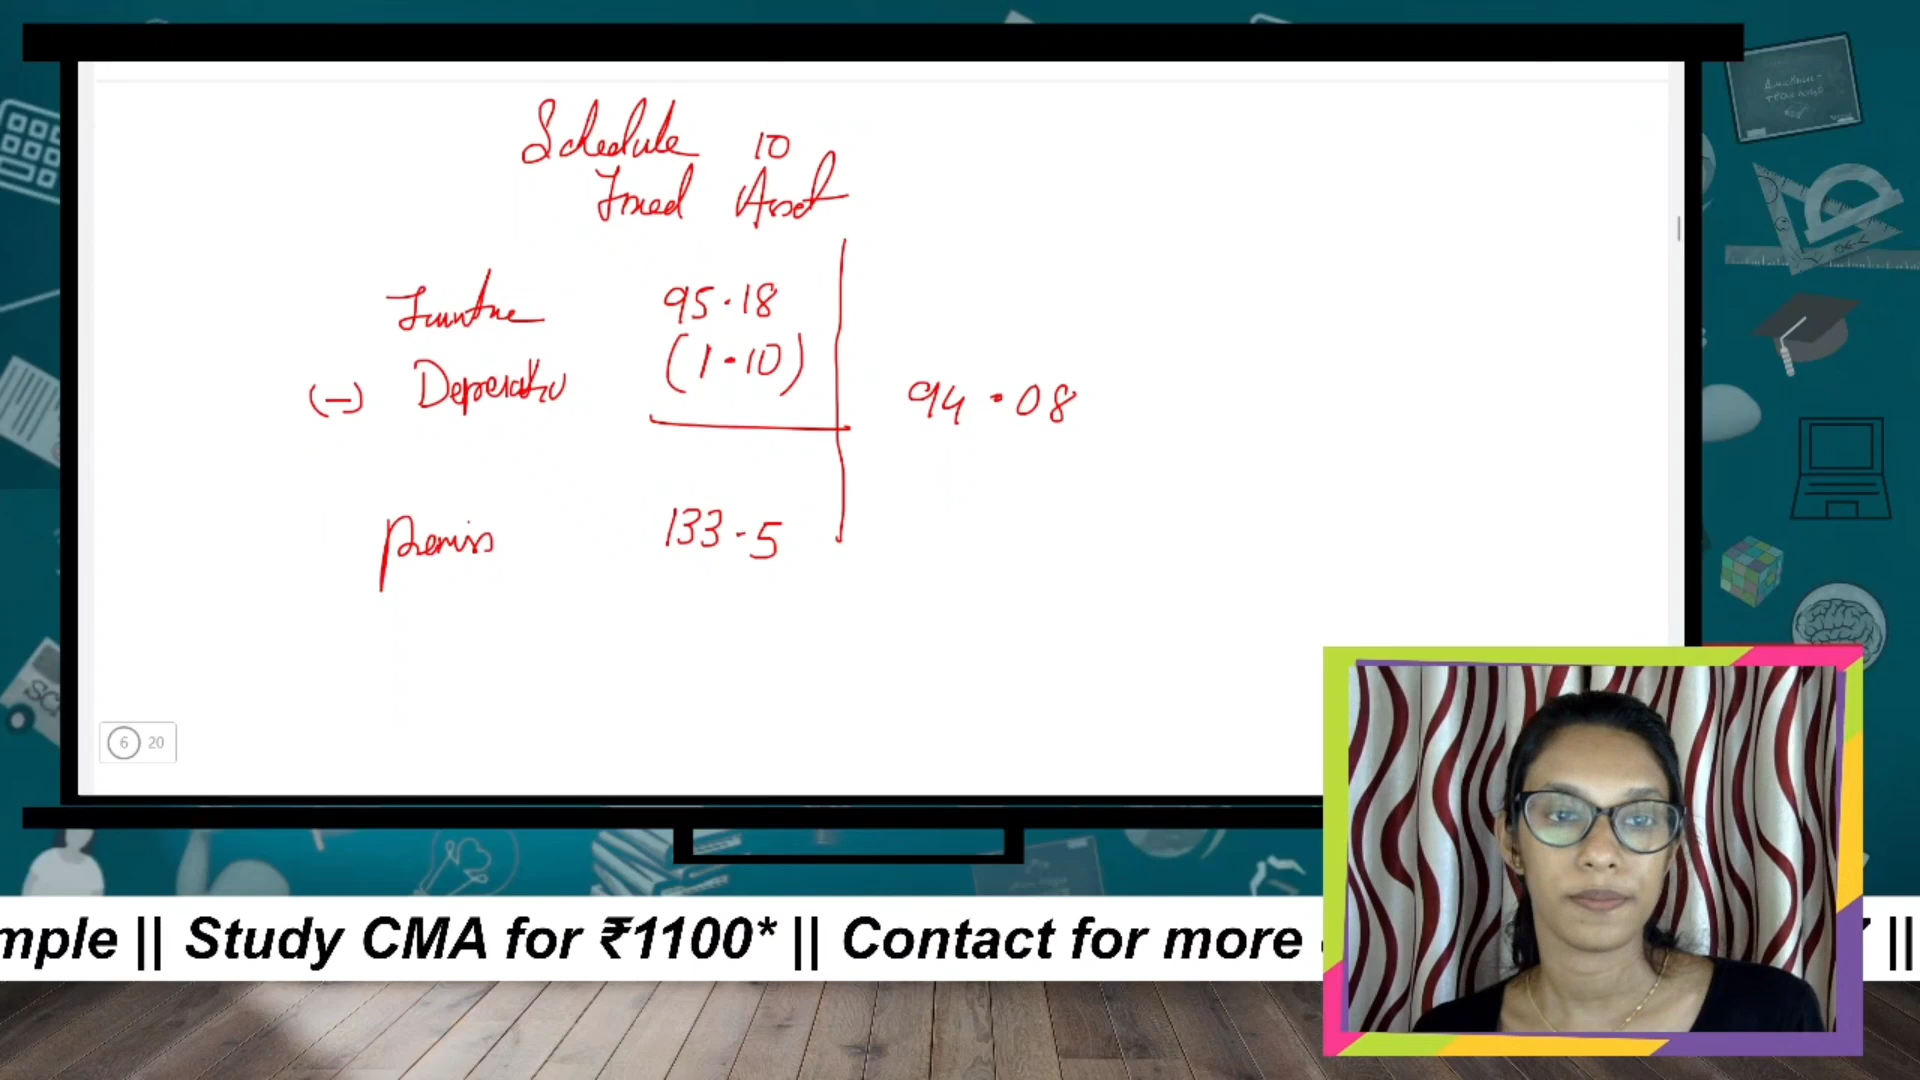 Schedule 10
Fixed Asset
Furniture 95.18
(-) Depreciation (1.10) 94.08
premiss 133.5
6 20
mple || Study CMA for ₹1100* || Contact for more ||